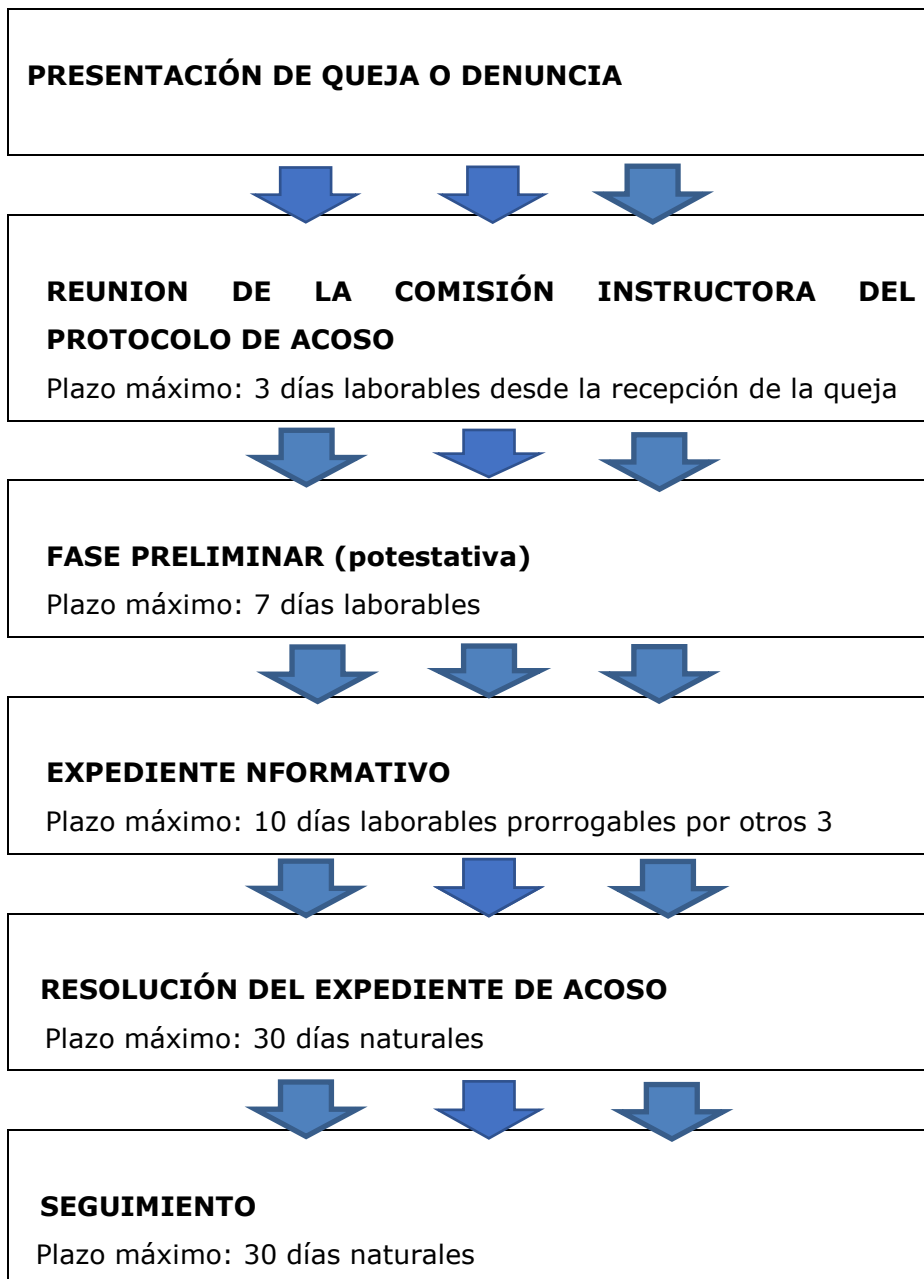 PRESENTACIÓN DE QUEJA O DENUNCIA
REUNION DE LA COMISIÓN INSTRUCTORA DEL
PROTOCOLO DE ACOSO
Plazo máximo: 3 días laborables desde la recepción de la queja
FASE PRELIMINAR (potestativa)
Plazo máximo: 7 días laborables
EXPEDIENTE NFORMATIVO
Plazo máximo: 10 días laborables prorrogables por otros 3
RESOLUCIÓN DEL EXPEDIENTE DE ACOSO
Plazo máximo: 30 días naturales
SEGUIMIENTO
Plazo máximo: 30 días naturales